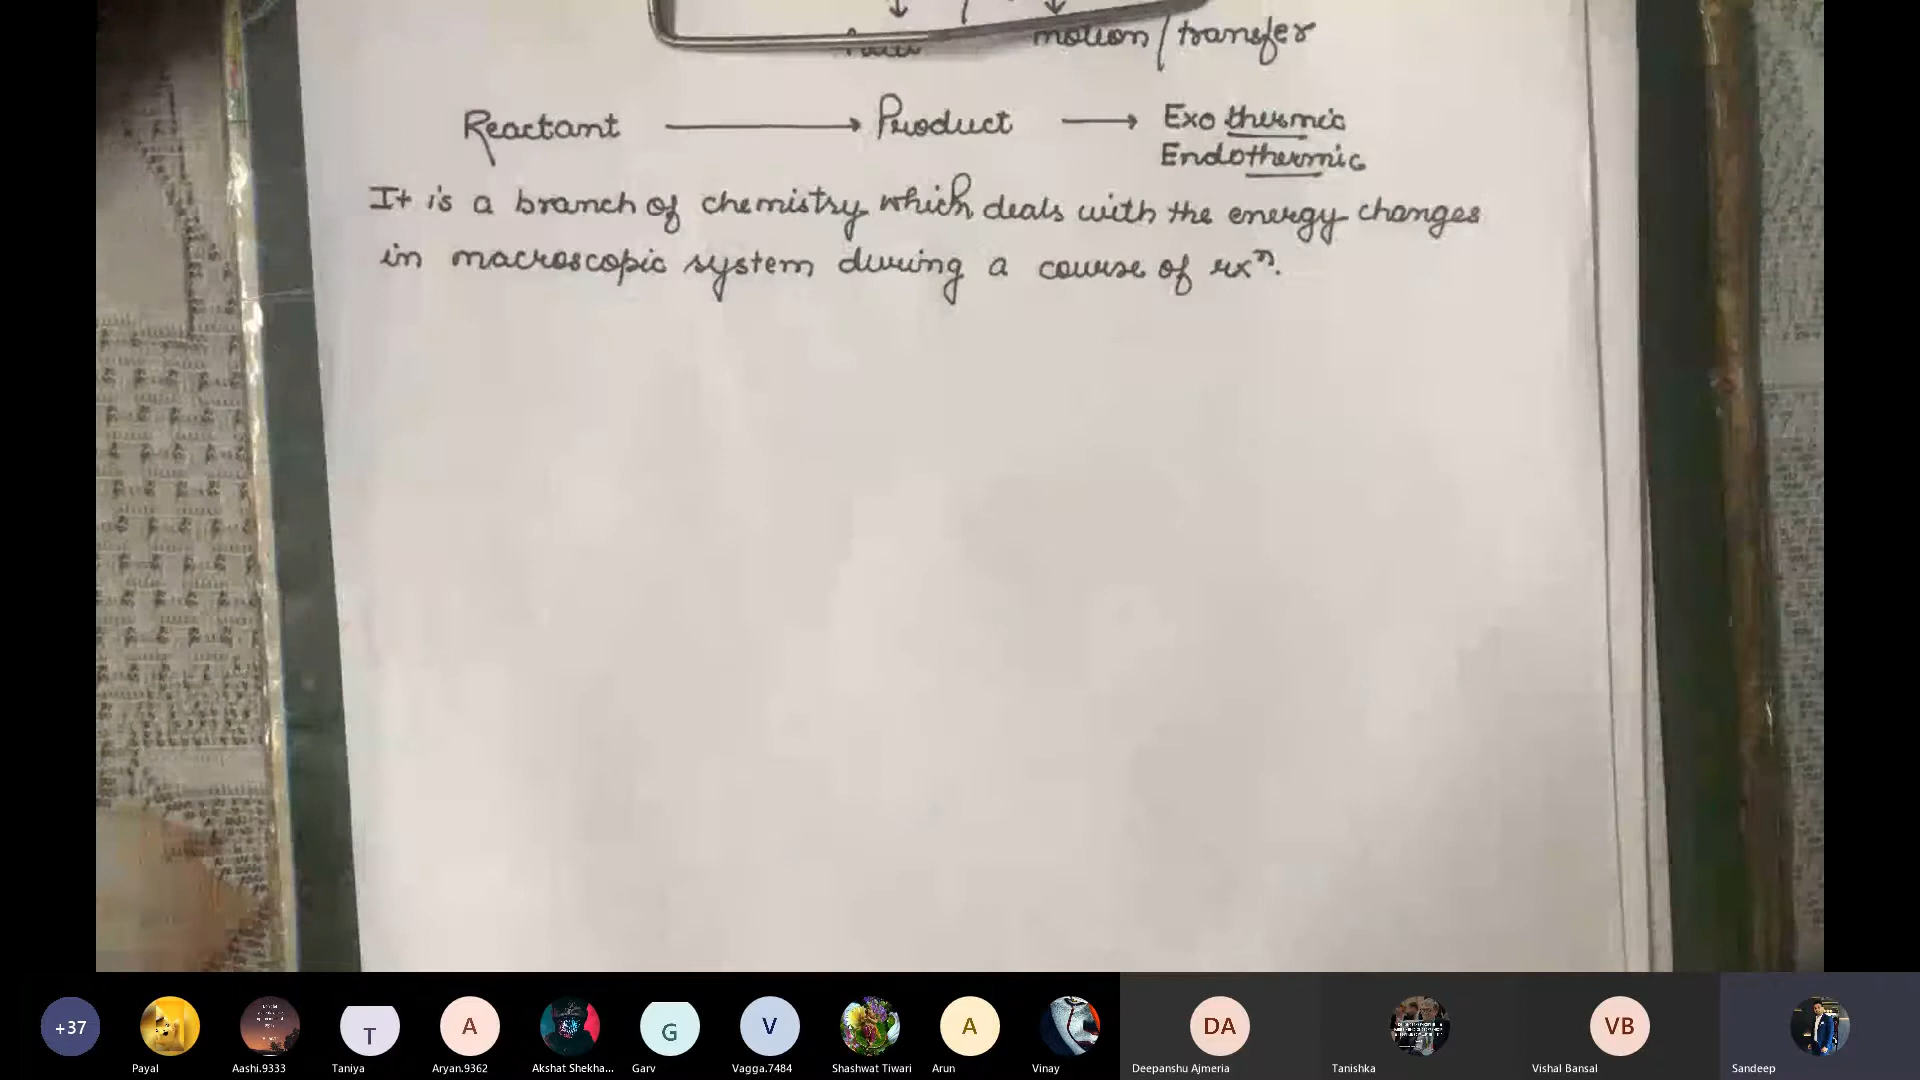 motion / transfer
Reactant ⟶ Product ⟶ Exothermic
Endothermic
It is a branch of chemistry which deals with the energy changes
in macroscopic system during a course of rxⁿ.
+37
T
A
G
V
A
DA
VB
Payal
Aashi.9333
Taniya
Aryan.9362
Akshat Shekha...
Garv
Vagga.7484
Shashwat Tiwari
Arun
Vinay
Deepanshu Ajmeria
Tanishka
Vishal Bansal
Sandeep